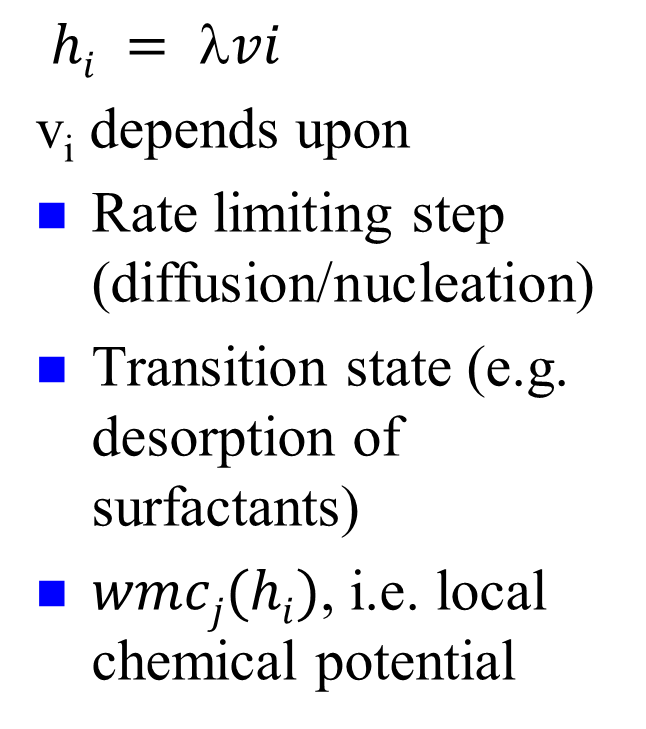 hᵢ = λvi
vᵢ depends upon
■ Rate limiting step
(diffusion/nucleation)
■ Transition state (e.g.
desorption of
surfactants)
■ wmcⱼ(hᵢ), i.e. local
chemical potential